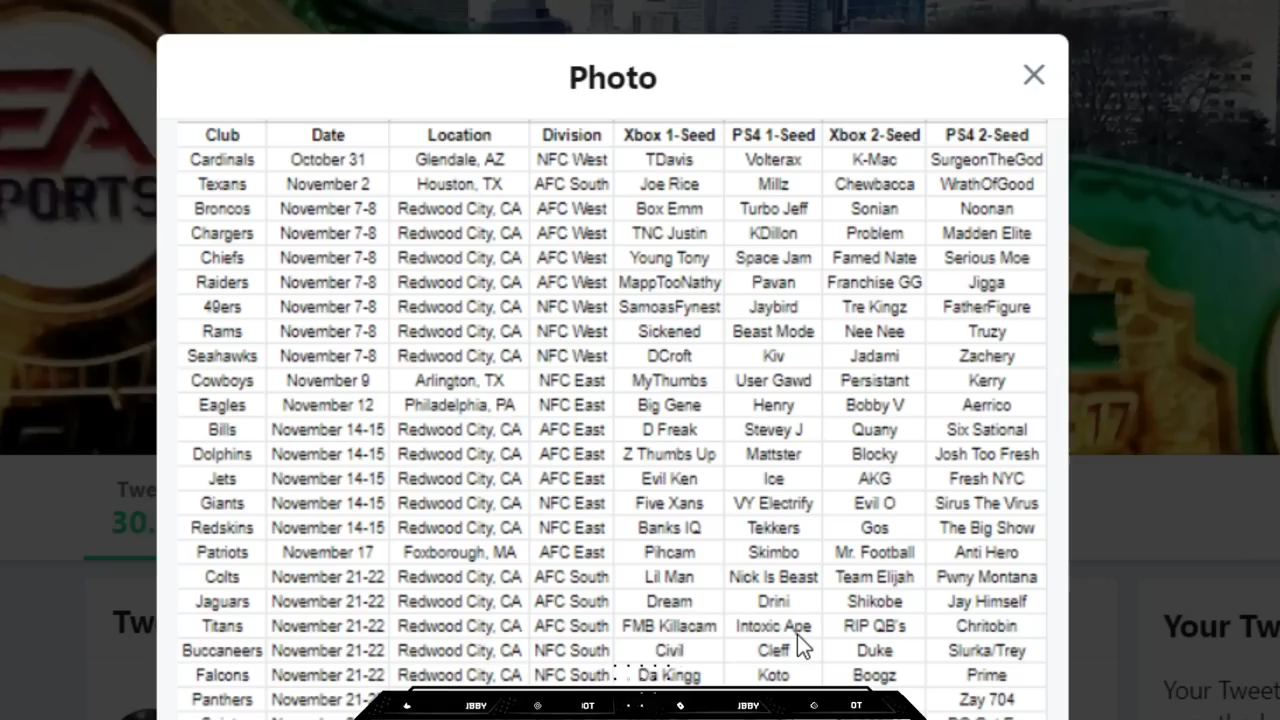 EA
SPORTS
Photo
Club Date Location Division Xbox 1-Seed PS4 1-Seed Xbox 2-Seed PS4 2-Seed
Cardinals October 31 Glendale, AZ NFC West TDavis Volterax K-Mac SurgeonTheGod
Texans November 2 Houston, TX AFC South Joe Rice Millz Chewbacca WrathOfGood
Broncos November 7-8 Redwood City, CA AFC West Box Emm Turbo Jeff Sonian Noonan
Chargers November 7-8 Redwood City, CA AFC West TNC Justin KDillon Problem Madden Elite
Chiefs November 7-8 Redwood City, CA AFC West Young Tony Space Jam Famed Nate Serious Moe
Raiders November 7-8 Redwood City, CA AFC West MappTooNathy Pavan Franchise GG Jigga
49ers November 7-8 Redwood City, CA NFC West SamoasFynest Jaybird Tre Kingz FatherFigure
Rams November 7-8 Redwood City, CA NFC West Sickened Beast Mode Nee Nee Truzy
Seahawks November 7-8 Redwood City, CA NFC West DCroft Kiv Jadami Zachery
Cowboys November 9 Arlington, TX NFC East MyThumbs User Gawd Persistant Kerry
Eagles November 12 Philadelphia, PA NFC East Big Gene Henry Bobby V Aerrico
Bills November 14-15 Redwood City, CA AFC East D Freak Stevey J Quany Six Sational
Dolphins November 14-15 Redwood City, CA AFC East Z Thumbs Up Mattster Blocky Josh Too Fresh
Jets November 14-15 Redwood City, CA AFC East Evil Ken Ice AKG Fresh NYC
Giants November 14-15 Redwood City, CA NFC East Five Xans VY Electrify Evil O Sirus The Virus
Redskins November 14-15 Redwood City, CA NFC East Banks IQ Tekkers Gos The Big Show
Patriots November 17 Foxborough, MA AFC East Pihcam Skimbo Mr. Football Anti Hero
Colts November 21-22 Redwood City, CA AFC South Lil Man Nick Is Beast Team Elijah Pwny Montana
Jaguars November 21-22 Redwood City, CA AFC South Dream Drini Shikobe Jay Himself
Titans November 21-22 Redwood City, CA AFC South FMB Killacam Intoxic Ape RIP QB's Chritobin
Buccaneers November 21-22 Redwood City, CA NFC South Civil Cleff Duke Slurka/Trey
Falcons November 21-22 Redwood City, CA NFC South Da Kingg Koto Boogz Prime
Panthers November 21-2 Zay 704
17
Twe
30.
Tw
Your Tw
Your Tweet